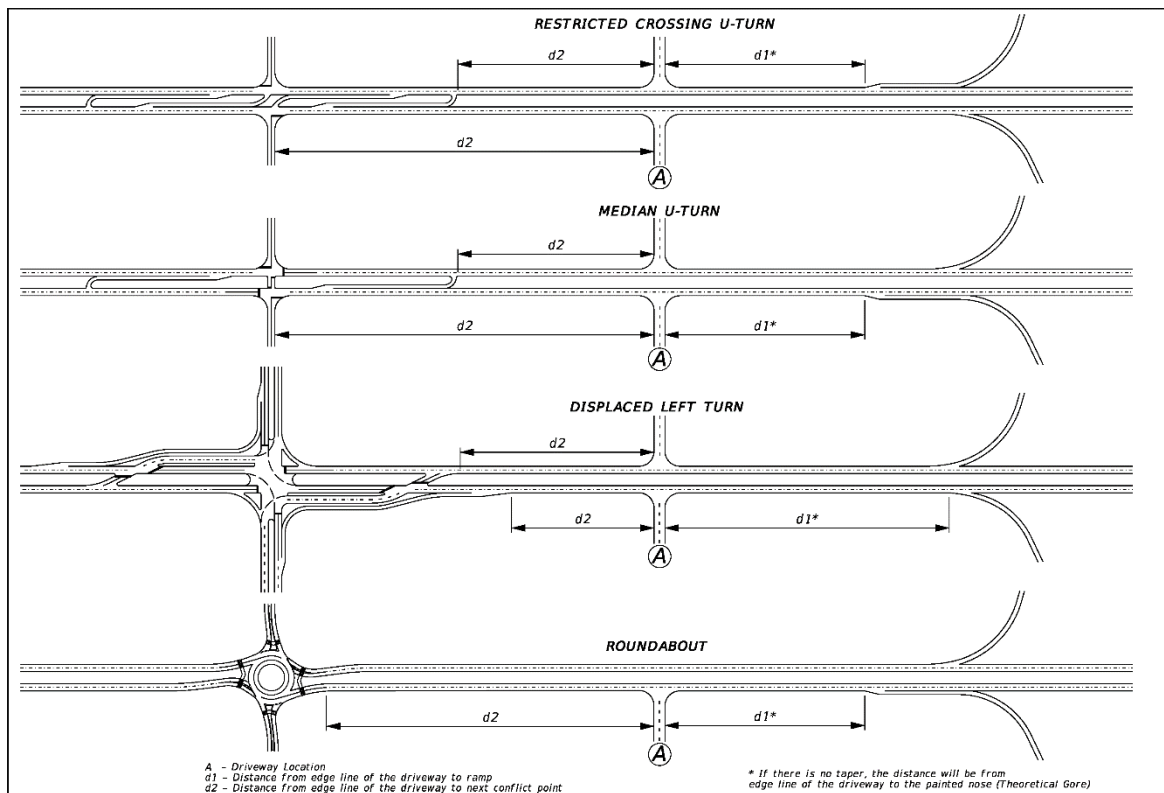 RESTRICTED CROSSING U-TURN
d2
d1*
d2
A
MEDIAN U-TURN
d2
d2
d1*
A
DISPLACED LEFT TURN
d2
d2
d1*
A
ROUNDABOUT
d2
d1*
A
A - Driveway Location
d1 - Distance from edge line of the driveway to ramp
d2 - Distance from edge line of the driveway to next conflict point
* If there is no taper, the distance will be from
edge line of the driveway to the painted nose (Theoretical Gore)